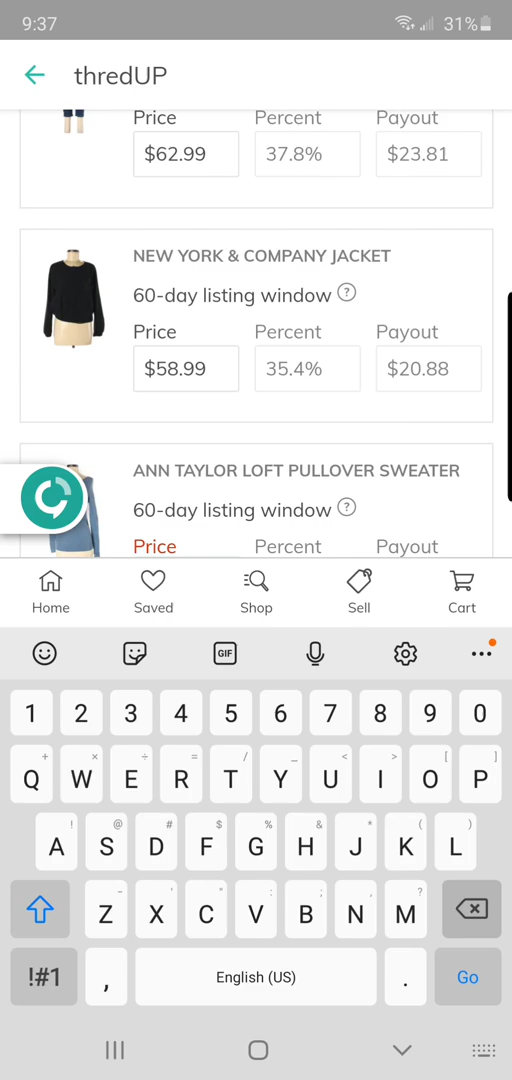 9:37 31%
thredUP
Price Percent Payout
$62.99 37.8% $23.81
NEW YORK & COMPANY JACKET
60-day listing window ?
Price Percent Payout
$58.99 35.4% $20.88
ANN TAYLOR LOFT PULLOVER SWEATER
60-day listing window ?
Price Percent Payout
Home Saved Shop Sell Cart
GIF
1 2 3 4 5 6 7 8 9 0
+ × ÷ = / _ < > [ ]
Q W E R T Y U I O P
! @ # $ % & * ( )
A S D F G H J K L
- ' " : ; , ?
Z X C V B N M
!#1 , English (US) . Go